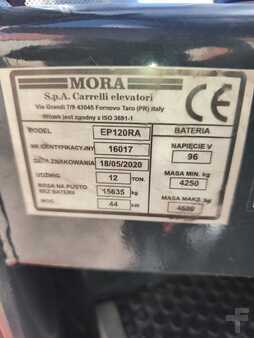 MORA
S.p.A. Carrelli elevatori
Via Grandi 7/9 43045 Fornovo Taro (PR) Italy
Wózek jest zgodny z ISO 3691-1
CE
MODEL EP120RA BATERIA
NR IDENTYFIKACYJNY 16017 NAPIĘCIE V
DATA ZNAKOWANIA 18/05/2020 96
UDŹWIG 12 TON. MASA MIN. kg
MASA NA PUSTO 4250
BEZ BATERII 15635 kg MASA MAKS. kg
MOC 44 kW